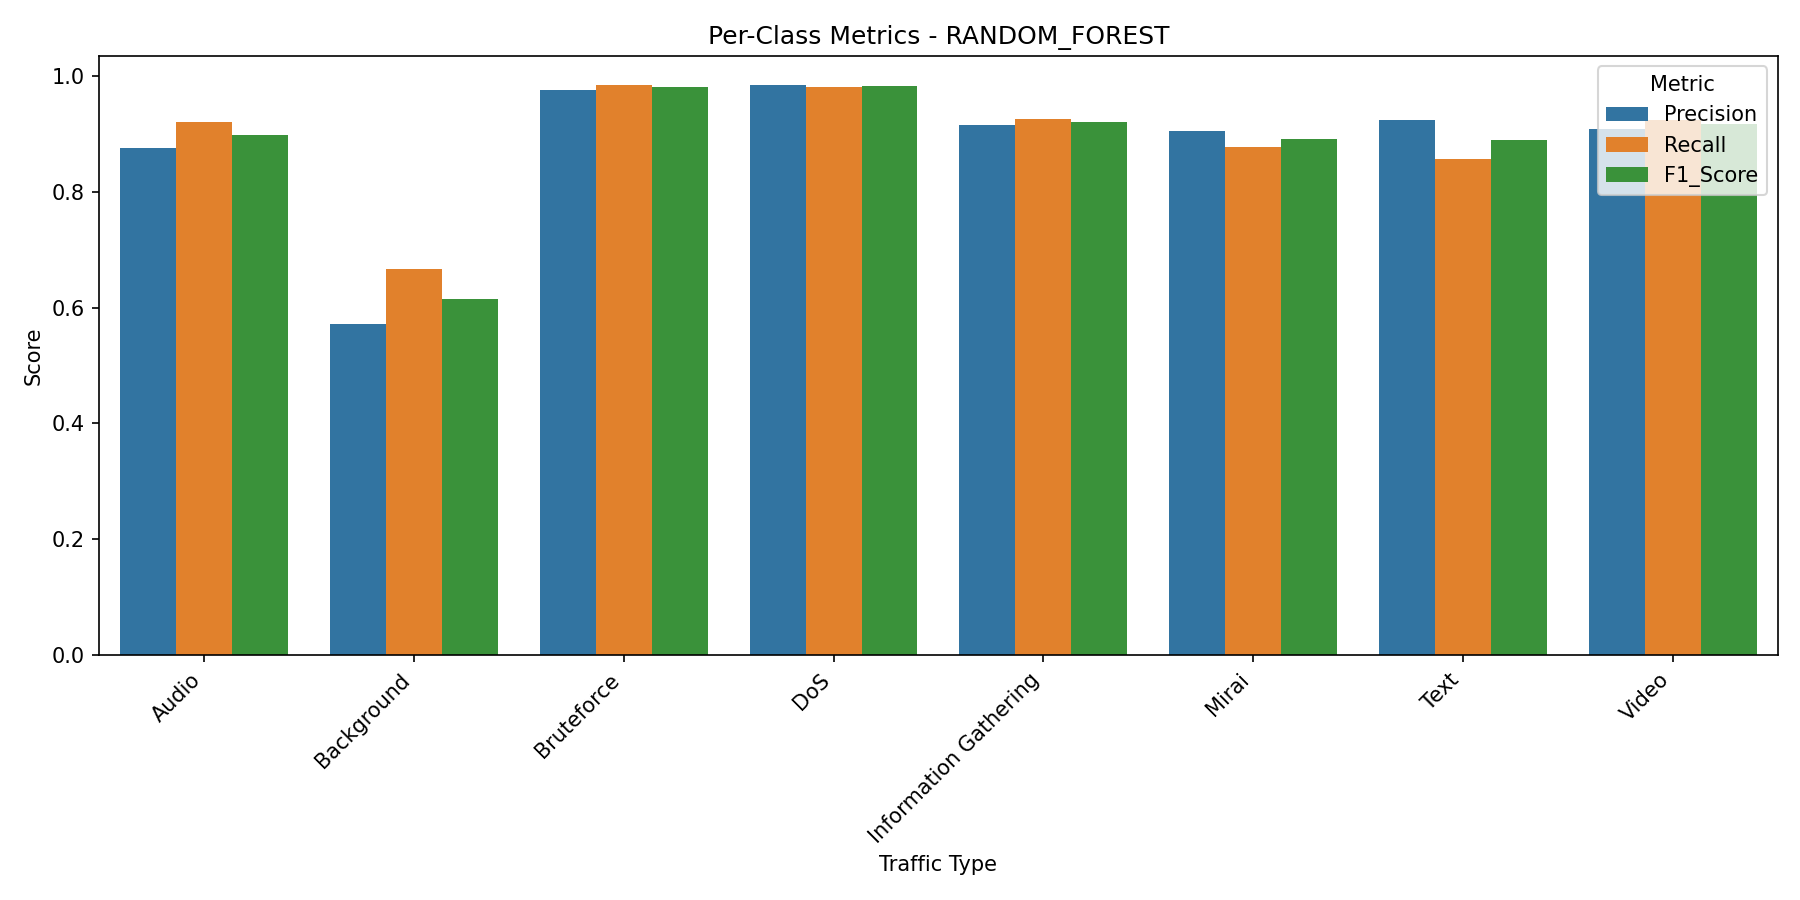 Per-Class Metrics - RANDOM_FOREST
Metric
Precision
Recall
F1_Score
Score
1.0
0.8
0.6
0.4
0.2
0.0
Audio
Background
Bruteforce
DoS
Information Gathering
Mirai
Text
Video
Traffic Type